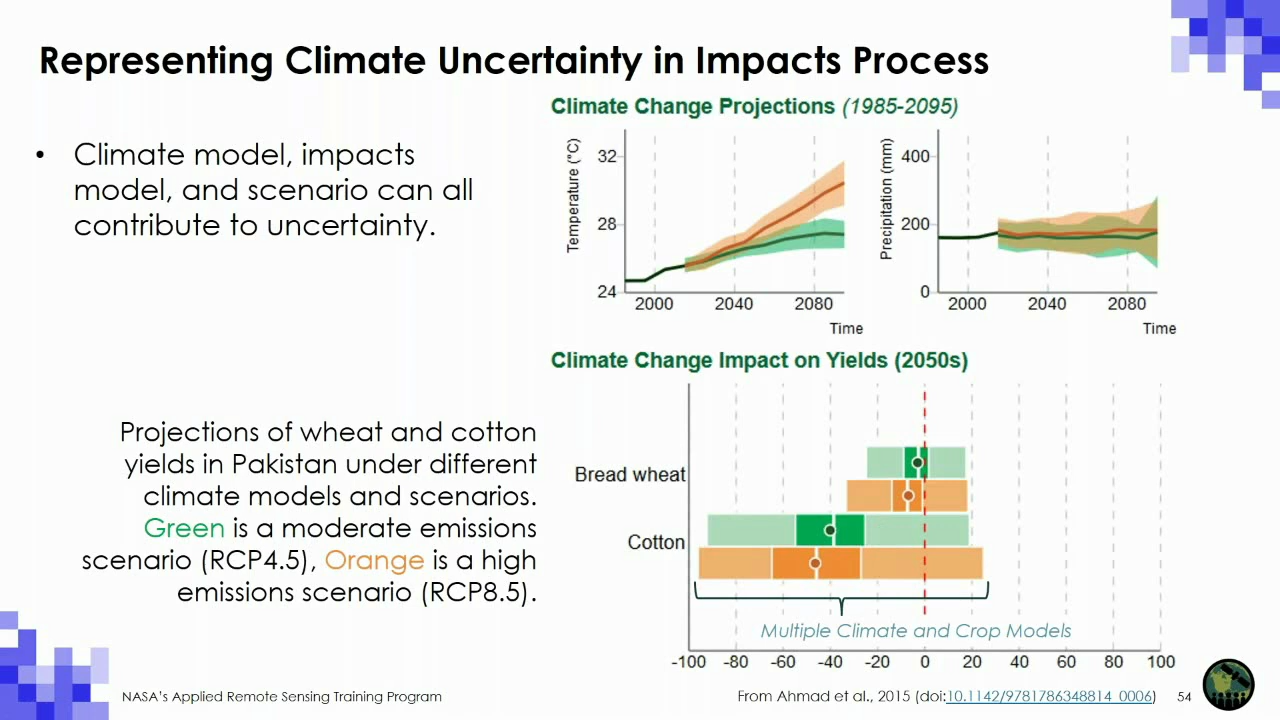 Representing Climate Uncertainty in Impacts Process
• Climate model, impacts
model, and scenario can all
contribute to uncertainty.
Climate Change Projections (1985-2095)
Temperature (°C)
32
28
24
2000 2040 2080
Time
Precipitation (mm)
400
200
0
2000 2040 2080
Time
Projections of wheat and cotton
yields in Pakistan under different
climate models and scenarios.
Green is a moderate emissions
scenario (RCP4.5), Orange is a high
emissions scenario (RCP8.5).
Climate Change Impact on Yields (2050s)
Bread wheat
Cotton
Multiple Climate and Crop Models
-100 -80 -60 -40 -20 0 20 40 60 80 100
NASA's Applied Remote Sensing Training Program
From Ahmad et al., 2015 (doi:10.1142/9781786348814_0006)
54